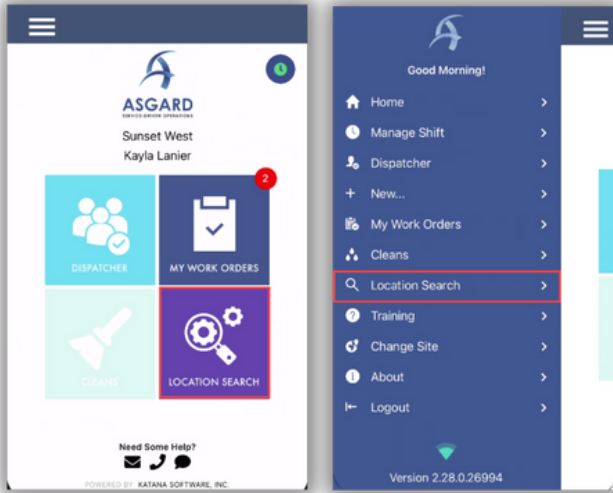 ASGARD
SERVICE-DRIVEN OPERATIONS
Sunset West
Kayla Lanier
2
DISPATCHER
MY WORK ORDERS
CLEANS
LOCATION SEARCH
Need Some Help?
POWERED BY KATANA SOFTWARE, INC.
Good Morning!
Home
Manage Shift
Dispatcher
New...
My Work Orders
Cleans
Location Search
Training
Change Site
About
Logout
Version 2.28.0.26994